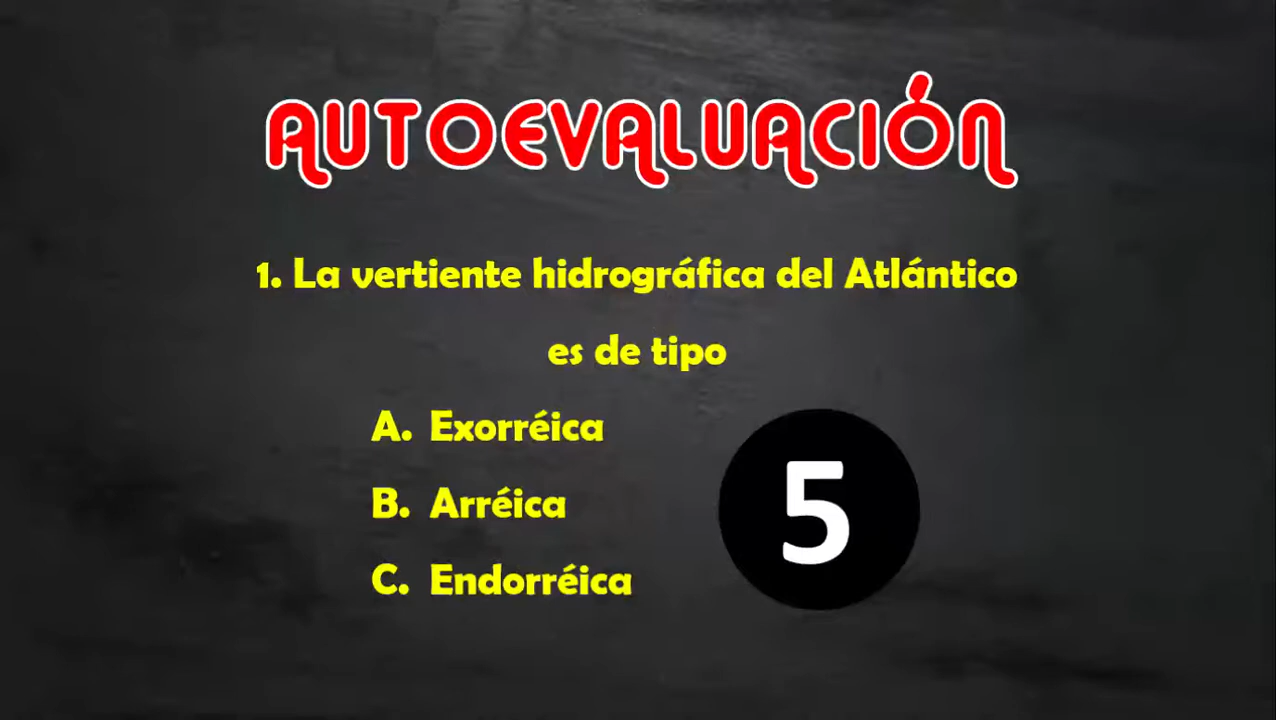 AUTOEVALUACIÓN
1. La vertiente hidrográfica del Atlántico
es de tipo
A. Exorréica
B. Arréica
C. Endorréica
5